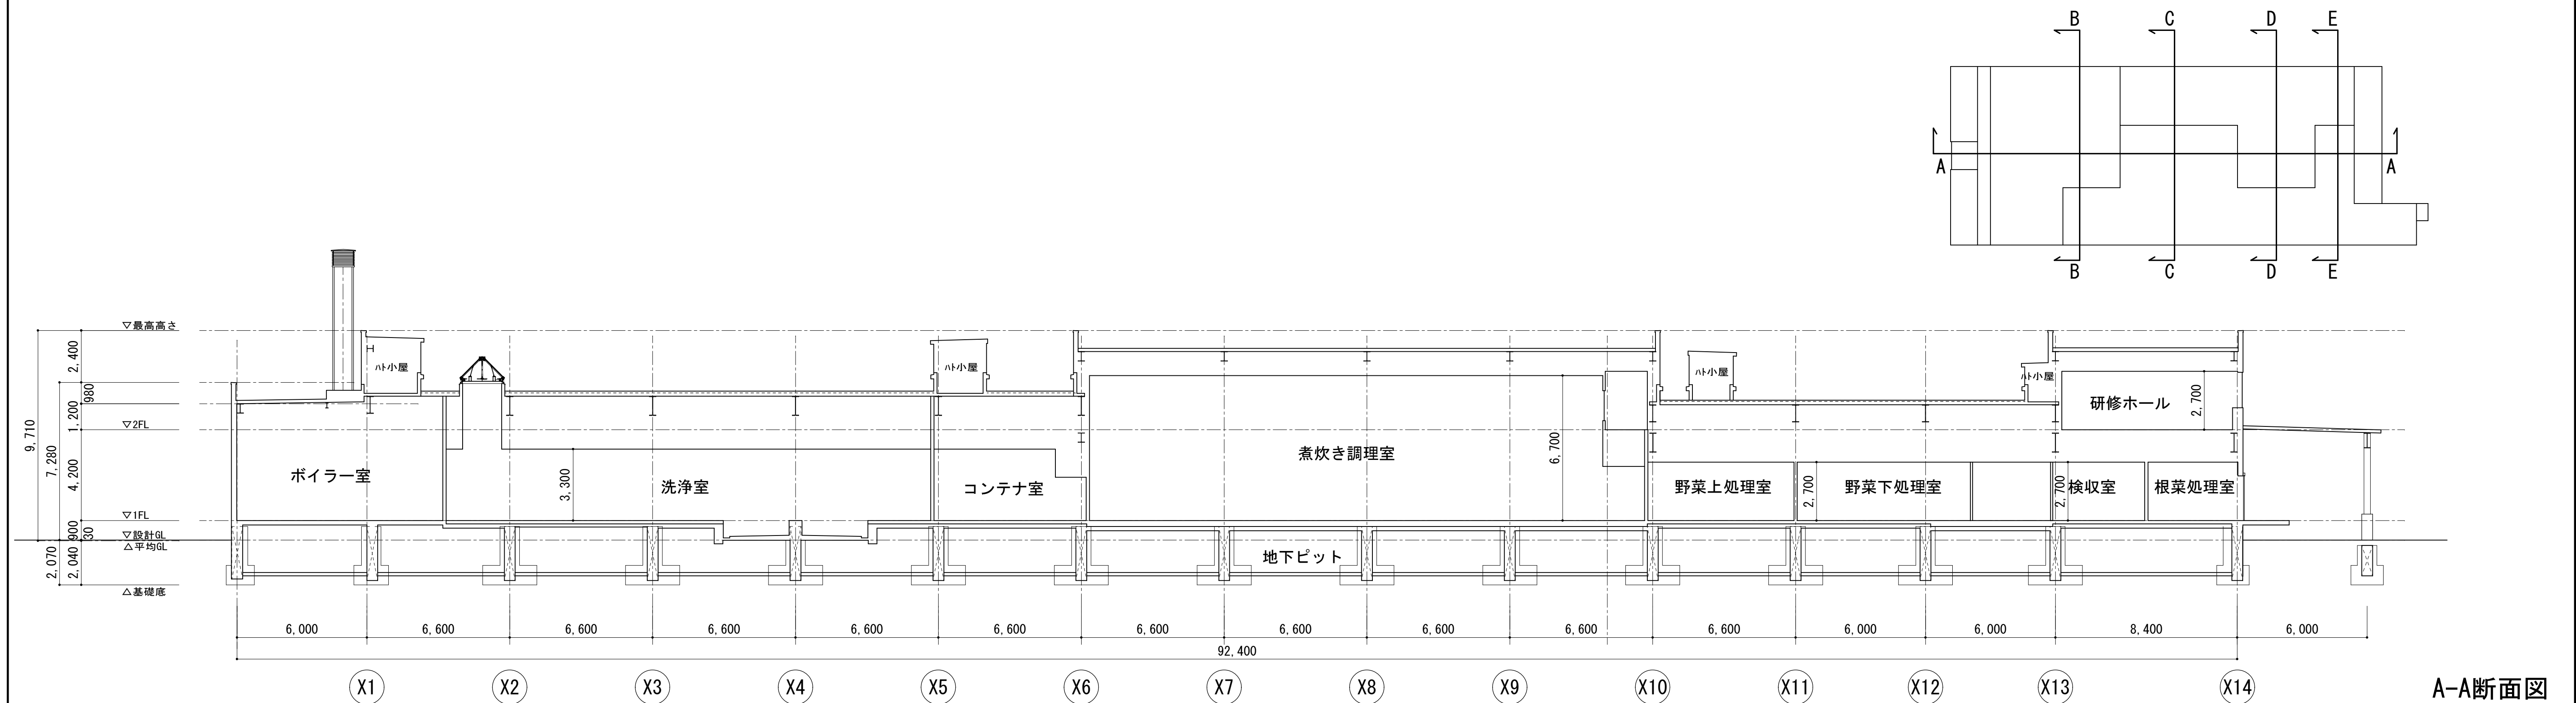 B
C
D
E
A
A
B
C
D
E
▽最高高さ
ﾊﾄ小屋
ﾊﾄ小屋
ﾊﾄ小屋
ﾊﾄ小屋
2,400
980
1,200
9,710
7,280
▽2FL
4,200
研修ホール
2,700
煮炊き調理室
6,700
ボイラー室
洗浄室
3,300
コンテナ室
野菜上処理室
2,700
野菜下処理室
2,700
検収室
根菜処理室
▽1FL
900
30
▽設計GL
△平均GL
2,070
2,040
地下ピット
△基礎底
6,000
6,600
6,600
6,600
6,600
6,600
6,600
6,600
6,600
6,600
6,600
6,000
6,000
8,400
6,000
92,400
X1
X2
X3
X4
X5
X6
X7
X8
X9
X10
X11
X12
X13
X14
A-A断面図